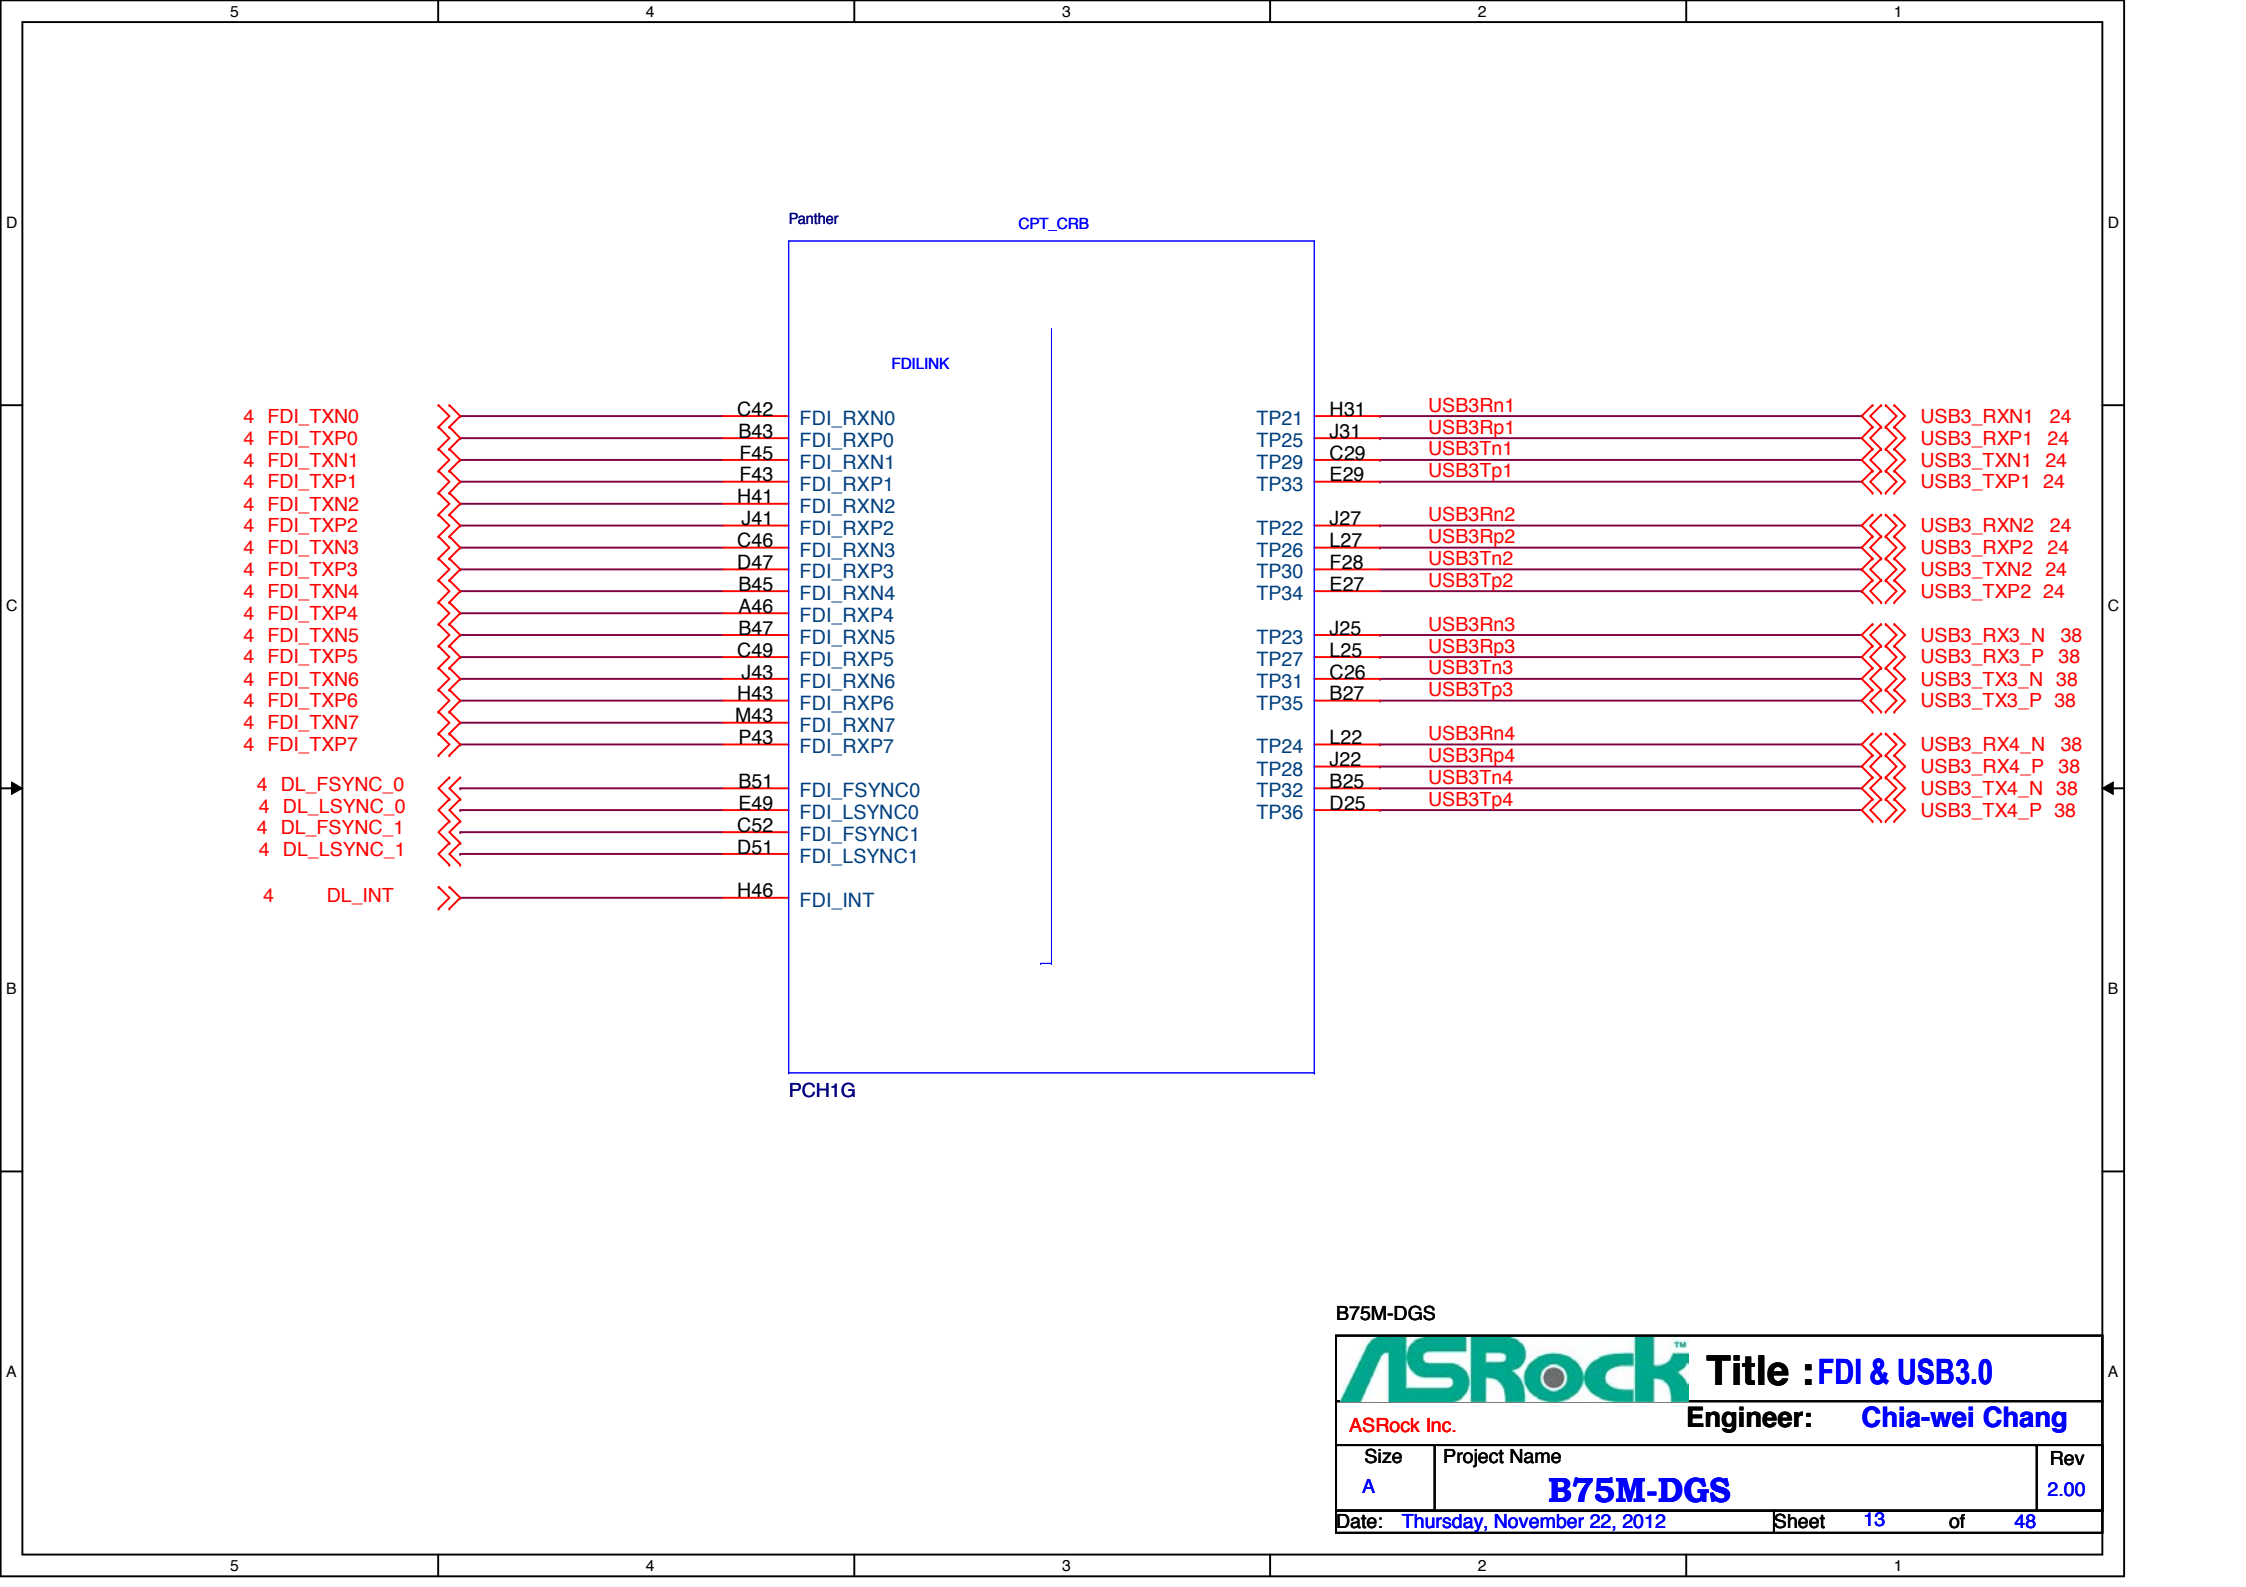 5 4 3 2 1
D D
Panther CPT_CRB
FDILINK
4 FDI_TXN0 C42 FDI_RXN0 TP21 H31 USB3Rn1 USB3_RXN1 24
4 FDI_TXP0 B43 FDI_RXP0 TP25 J31 USB3Rp1 USB3_RXP1 24
4 FDI_TXN1 F45 FDI_RXN1 TP29 C29 USB3Tn1 USB3_TXN1 24
4 FDI_TXP1 F43 FDI_RXP1 TP33 E29 USB3Tp1 USB3_TXP1 24
4 FDI_TXN2 H41 FDI_RXN2
4 FDI_TXP2 J41 FDI_RXP2 TP22 J27 USB3Rn2 USB3_RXN2 24
4 FDI_TXN3 C46 FDI_RXN3 TP26 L27 USB3Rp2 USB3_RXP2 24
4 FDI_TXP3 D47 FDI_RXP3 TP30 F28 USB3Tn2 USB3_TXN2 24
4 FDI_TXN4 B45 FDI_RXN4 TP34 E27 USB3Tp2 USB3_TXP2 24
C C
4 FDI_TXP4 A46 FDI_RXP4
4 FDI_TXN5 B47 FDI_RXN5 TP23 J25 USB3Rn3 USB3_RX3_N 38
4 FDI_TXP5 C49 FDI_RXP5 TP27 L25 USB3Rp3 USB3_RX3_P 38
4 FDI_TXN6 J43 FDI_RXN6 TP31 C26 USB3Tn3 USB3_TX3_N 38
4 FDI_TXP6 H43 FDI_RXP6 TP35 B27 USB3Tp3 USB3_TX3_P 38
4 FDI_TXN7 M43 FDI_RXN7
4 FDI_TXP7 P43 FDI_RXP7 TP24 L22 USB3Rn4 USB3_RX4_N 38
TP28 J22 USB3Rp4 USB3_RX4_P 38
4 DL_FSYNC_0 B51 FDI_FSYNC0 TP32 B25 USB3Tn4 USB3_TX4_N 38
4 DL_LSYNC_0 E49 FDI_LSYNC0 TP36 D25 USB3Tp4 USB3_TX4_P 38
4 DL_FSYNC_1 C52 FDI_FSYNC1
4 DL_LSYNC_1 D51 FDI_LSYNC1
4 DL_INT H46 FDI_INT
B B
PCH1G
B75M-DGS
ASRock TM Title : FDI & USB3.0
A A
ASRock Inc. Engineer: Chia-wei Chang
Size Project Name Rev
A B75M-DGS 2.00
Date: Thursday, November 22, 2012 Sheet 13 of 48
5 4 3 2 1